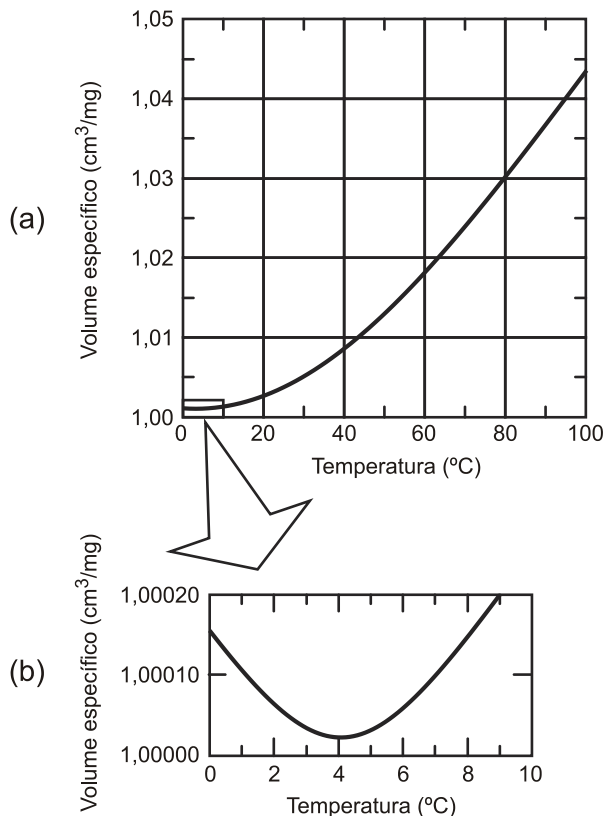 (a)
Volume específico (cm³/mg)
1,05
1,04
1,03
1,02
1,01
1,00
0 20 40 60 80 100
Temperatura (ºC)
(b)
Volume específico (cm³/mg)
1,00020
1,00010
1,00000
0 2 4 6 8 10
Temperatura (ºC)